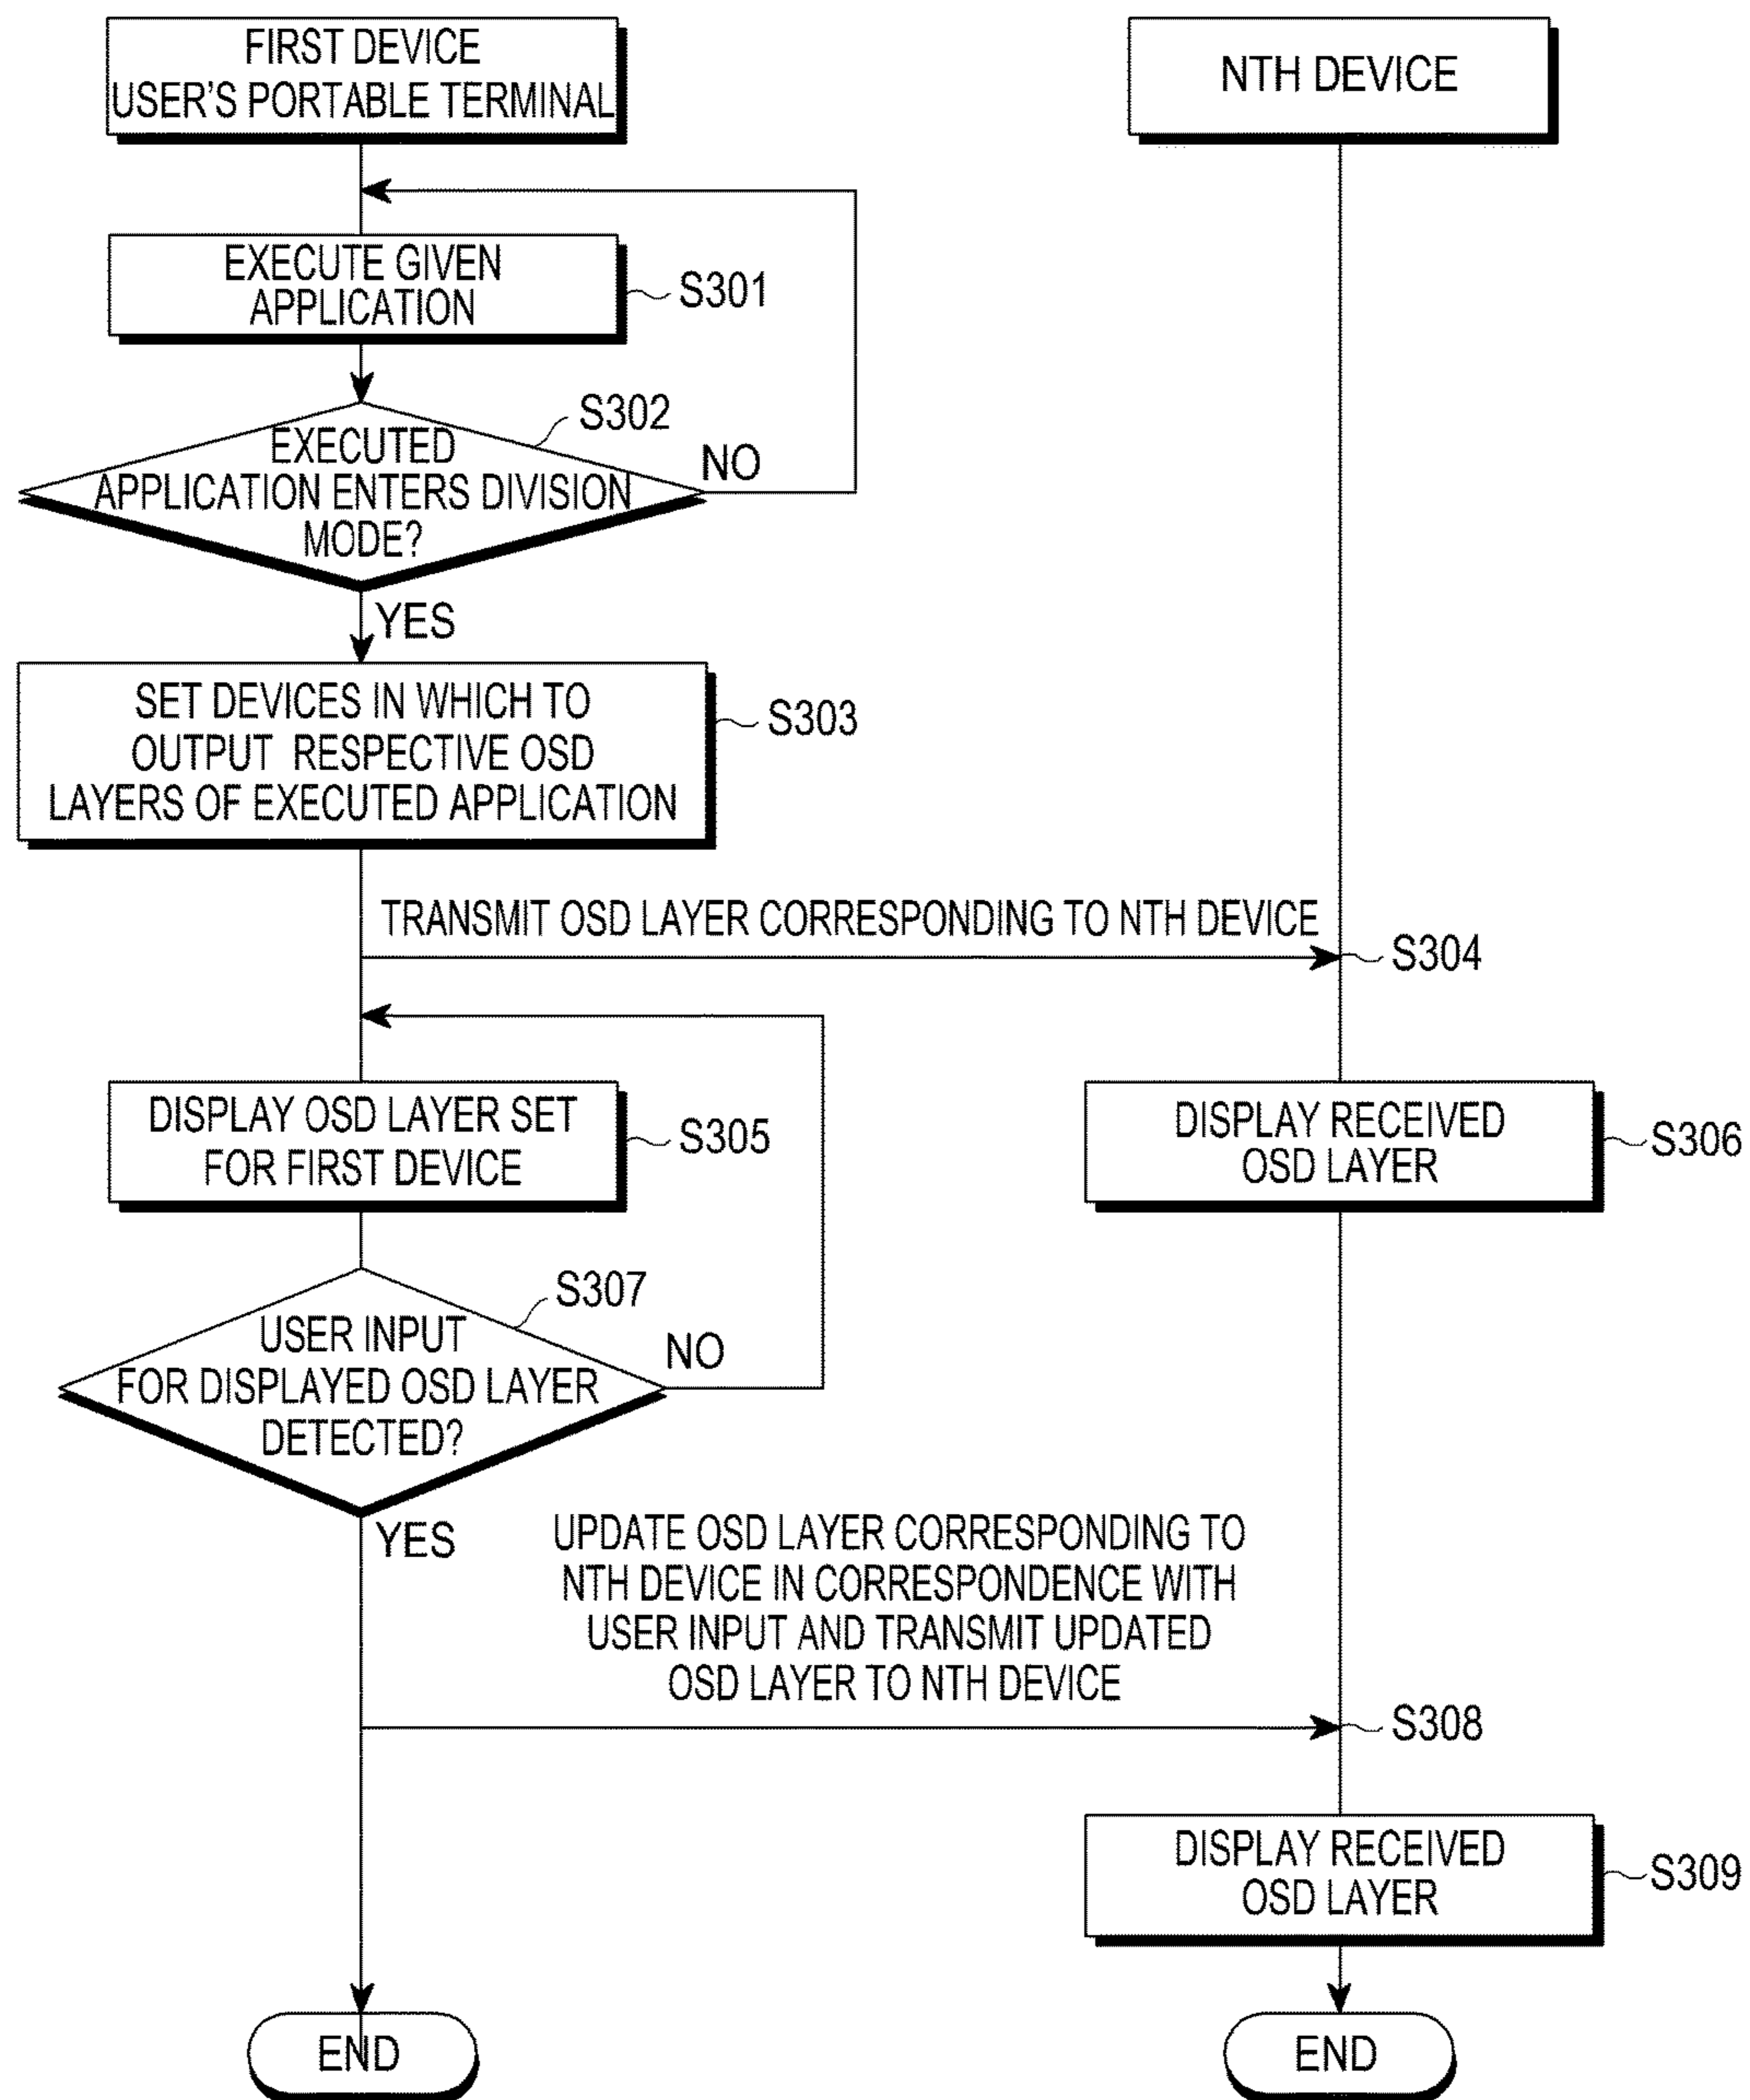 FIRST DEVICE
USER'S PORTABLE TERMINAL
NTH DEVICE
EXECUTE GIVEN
APPLICATION
S301
S302
EXECUTED
APPLICATION ENTERS DIVISION
MODE?
NO
YES
SET DEVICES IN WHICH TO
OUTPUT RESPECTIVE OSD
LAYERS OF EXECUTED APPLICATION
S303
TRANSMIT OSD LAYER CORRESPONDING TO NTH DEVICE
S304
DISPLAY OSD LAYER SET
FOR FIRST DEVICE
S305
DISPLAY RECEIVED
OSD LAYER
S306
S307
USER INPUT
FOR DISPLAYED OSD LAYER
DETECTED?
NO
YES
UPDATE OSD LAYER CORRESPONDING TO
NTH DEVICE IN CORRESPONDENCE WITH
USER INPUT AND TRANSMIT UPDATED
OSD LAYER TO NTH DEVICE
S308
DISPLAY RECEIVED
OSD LAYER
S309
END
END